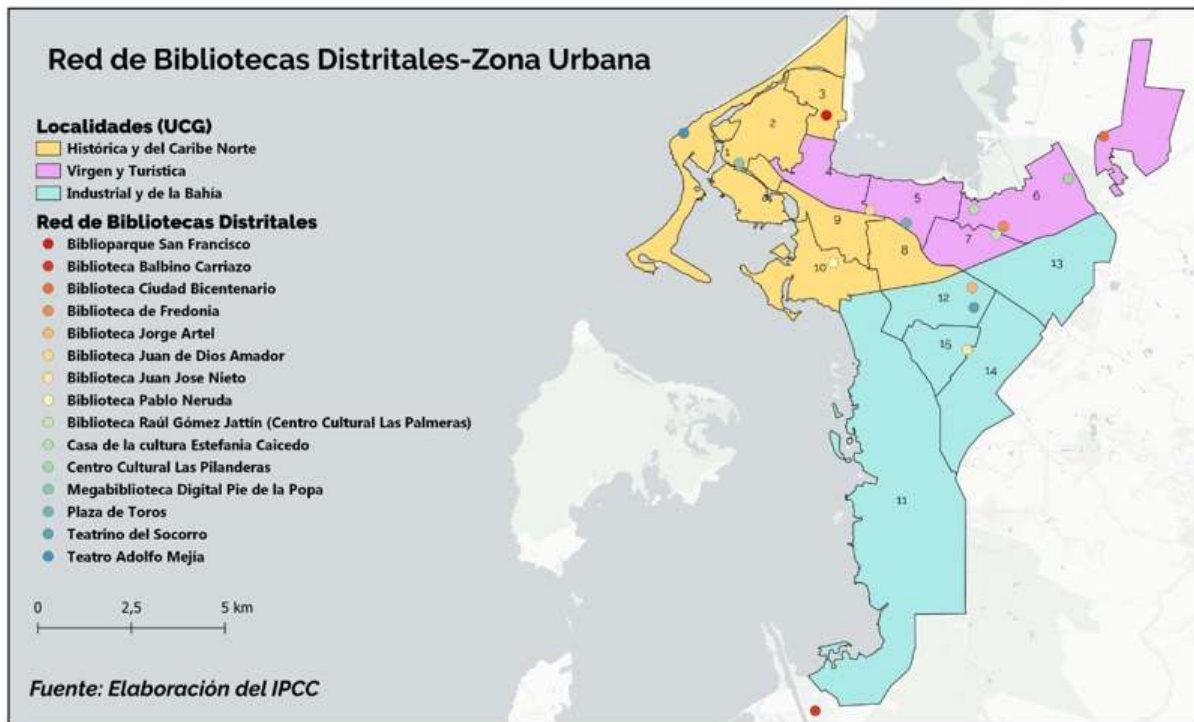 Red de Bibliotecas Distritales-Zona Urbana
Localidades (UCG)
Histórica y del Caribe Norte
Virgen y Turística
Industrial y de la Bahía
Red de Bibliotecas Distritales
Biblioparque San Francisco
Biblioteca Balbino Carriazo
Biblioteca Ciudad Bicentenario
Biblioteca de Fredonia
Biblioteca Jorge Artel
Biblioteca Juan de Dios Amador
Biblioteca Juan Jose Nieto
Biblioteca Pablo Neruda
Biblioteca Raúl Gómez Jattín (Centro Cultural Las Palmeras)
Casa de la cultura Estefania Caicedo
Centro Cultural Las Pilanderas
Megabiblioteca Digital Pie de la Popa
Plaza de Toros
Teatrino del Socorro
Teatro Adolfo Mejía
0 2,5 5 km
Fuente: Elaboración del IPCC
3
2
1
4
5
6
9
7
8
10
13
12
15
14
11